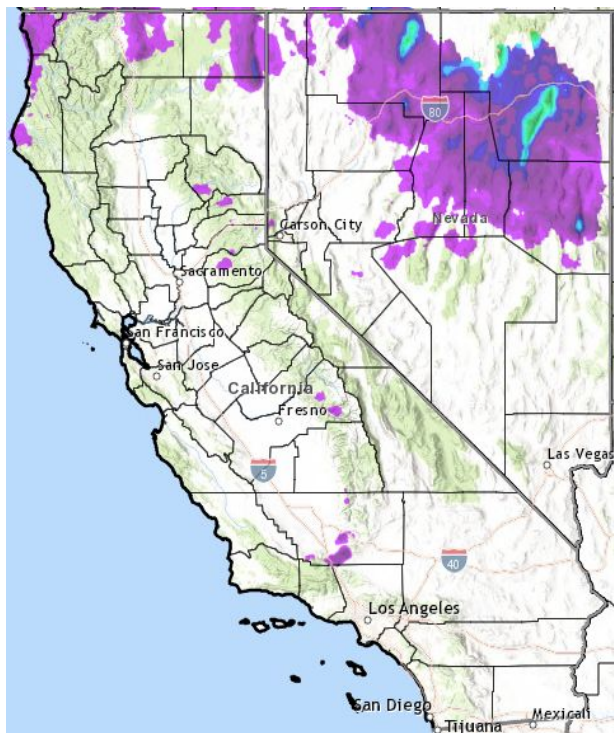 80
Nevada
Carson City
Sacramento
San Francisco
San Jose
California
Fresno
Las Vegas
5
40
Los Angeles
San Diego
Mexicali
Tijuana